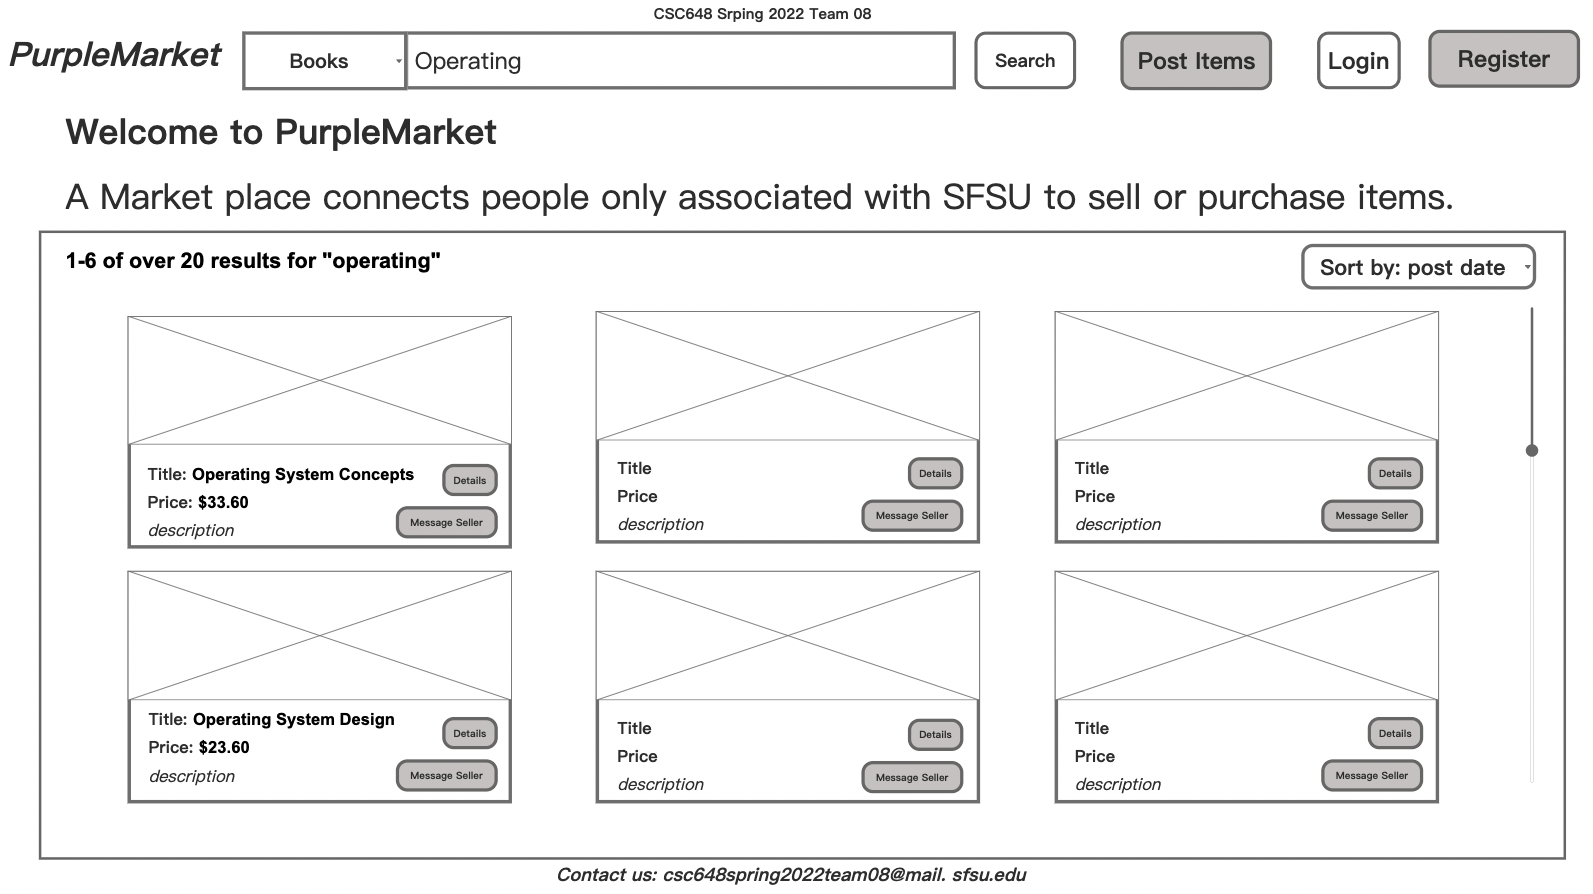 CSC648 Srping 2022 Team 08
PurpleMarket
Books
Operating
Search
Post Items
Login
Register
Welcome to PurpleMarket
A Market place connects people only associated with SFSU to sell or purchase items.
1-6 of over 20 results for "operating"
Sort by: post date
Title: Operating System Concepts
Price: $33.60
description
Details
Message Seller
Title
Price
description
Details
Message Seller
Title
Price
description
Details
Message Seller
Title: Operating System Design
Price: $23.60
description
Details
Message Seller
Title
Price
description
Details
Message Seller
Title
Price
description
Details
Message Seller
Contact us: csc648spring2022team08@mail. sfsu.edu